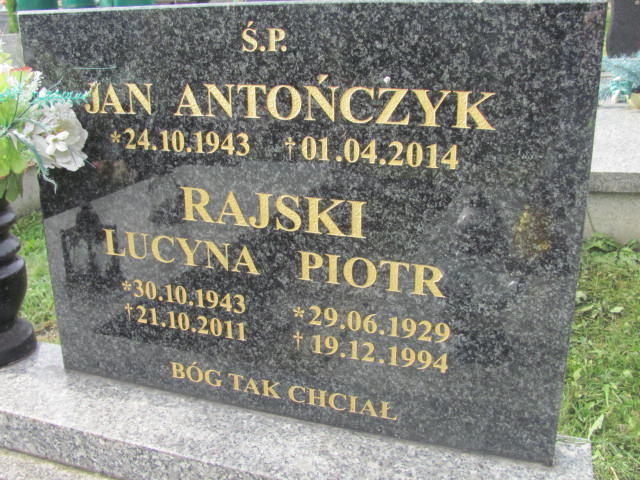 Ś.P.
JAN ANTOŃCZYK
*24.10.1943 †01.04.2014
RAJSKI
LUCYNA PIOTR
*30.10.1943 *29.06.1929
†21.10.2011 †19.12.1994
BÓG TAK CHCIAŁ